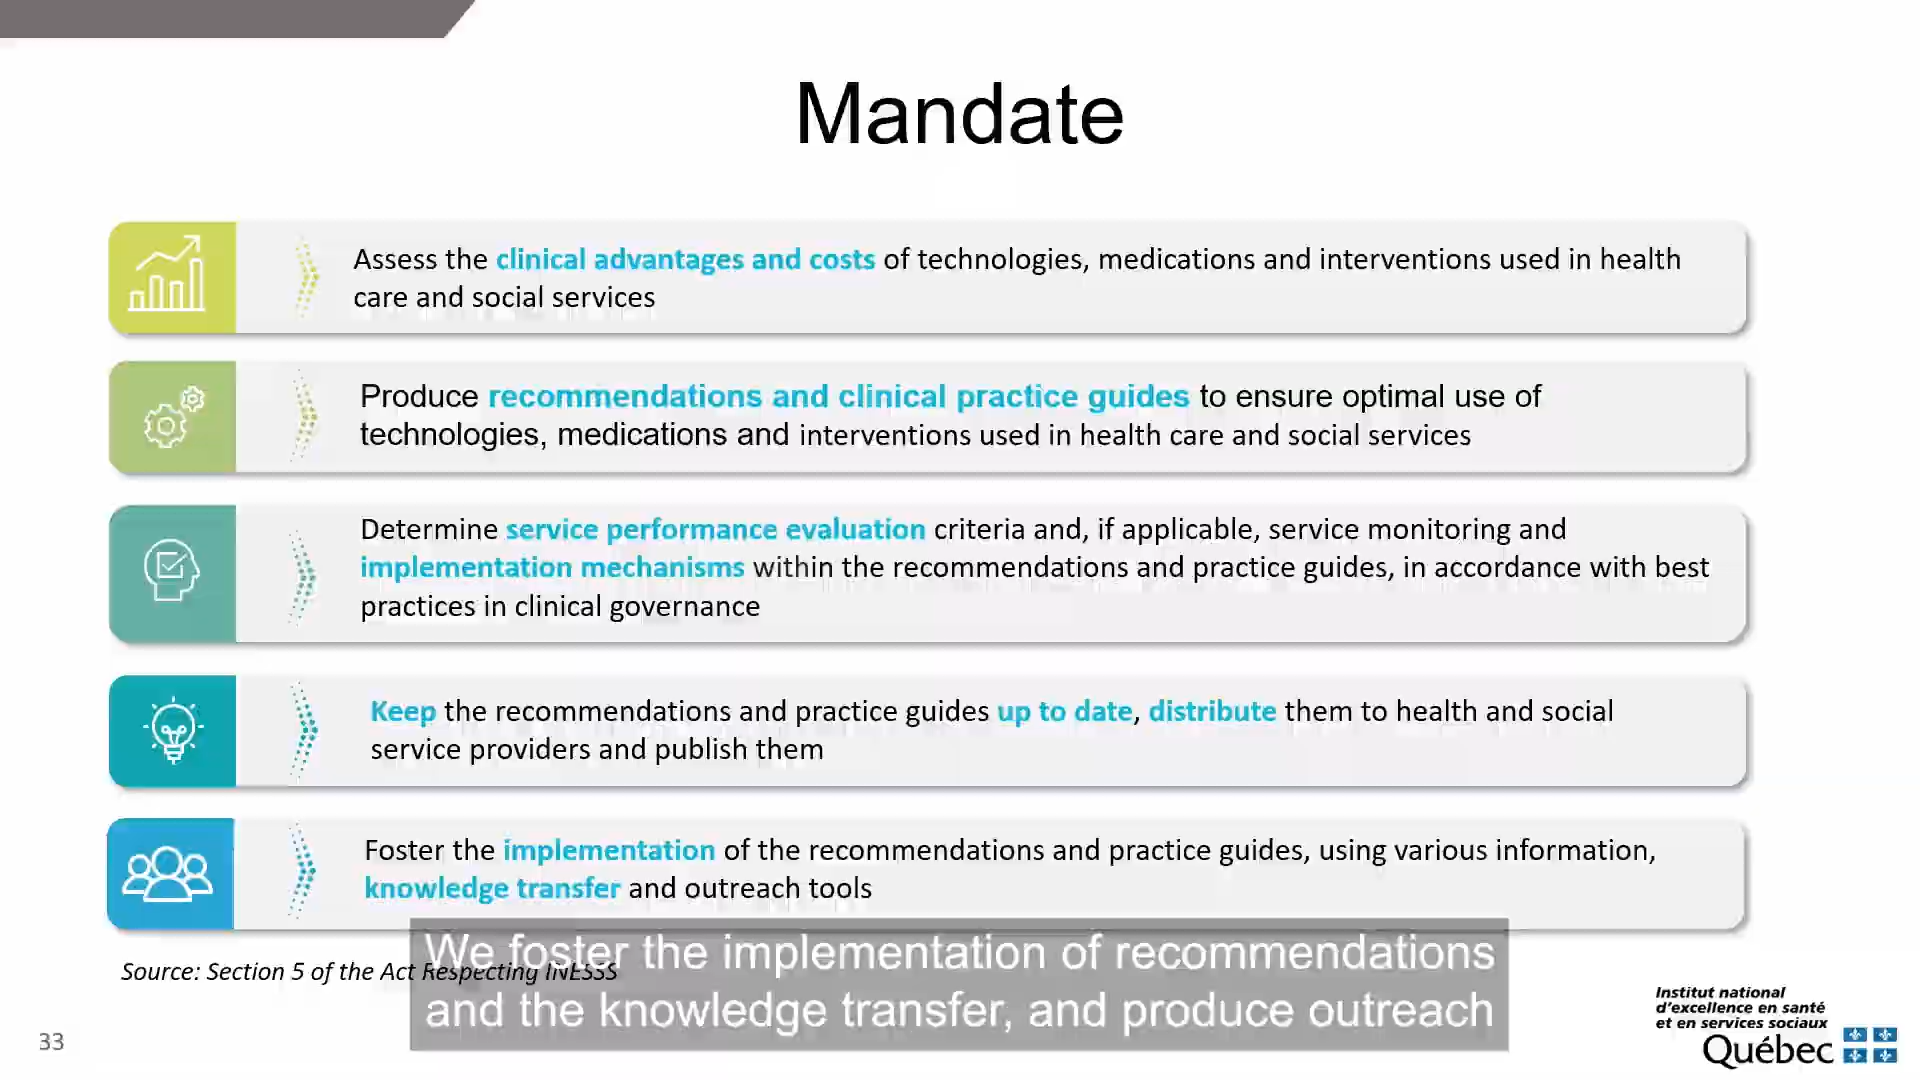 Mandate
Assess the clinical advantages and costs of technologies, medications and interventions used in health
care and social services
Produce recommendations and clinical practice guides to ensure optimal use of
technologies, medications and interventions used in health care and social services
Determine service performance evaluation criteria and, if applicable, service monitoring and
implementation mechanisms within the recommendations and practice guides, in accordance with best
practices in clinical governance
Keep the recommendations and practice guides up to date, distribute them to health and social
service providers and publish them
Foster the implementation of the recommendations and practice guides, using various information,
knowledge transfer and outreach tools
We foster the implementation of recommendations
and the knowledge transfer, and produce outreach
Source: Section 5 of the Act Respecting INESSS
33
Institut national
d'excellence en santé
et en services sociaux
Québec